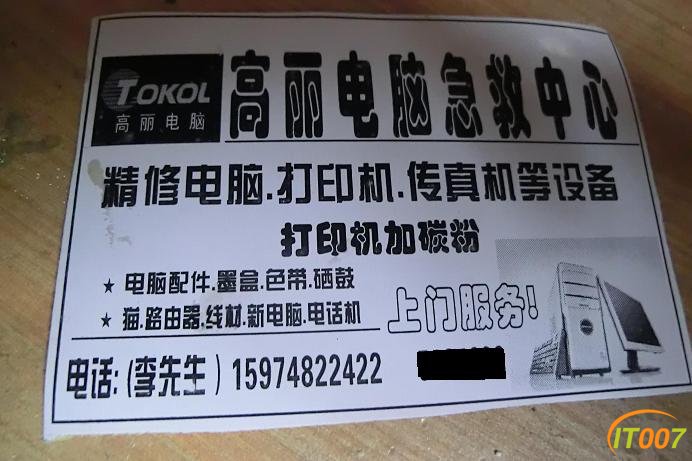 TOKOL
高丽电脑
高丽电脑急救中心
精修电脑.打印机.传真机等设备
打印机加碳粉
★ 电脑配件.墨盒.色带.硒鼓
★ 猫.路由器.线材.新电脑.电话机
上门服务!
电话:(李先生) 15974822422
IT007